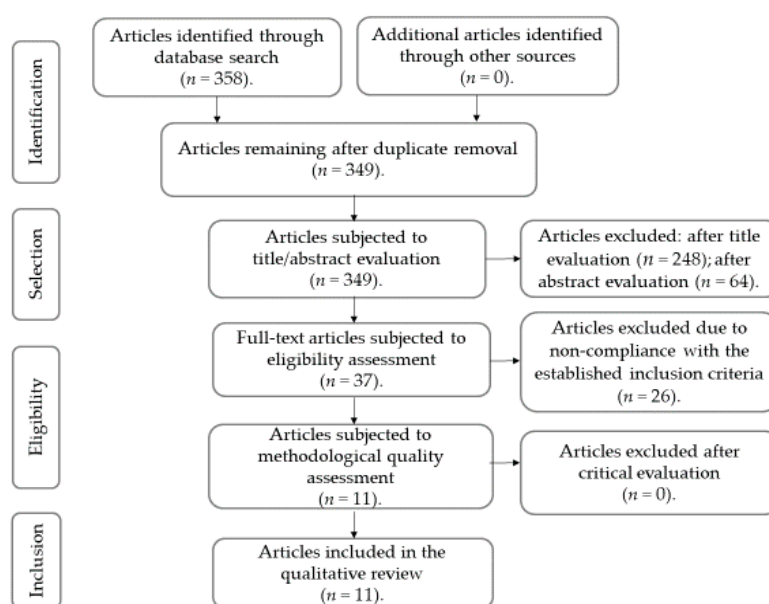 Identification
Articles identified through
database search
(n = 358).
Additional articles identified
through other sources
(n = 0).
Articles remaining after duplicate removal
(n = 349).
Selection
Articles subjected to
title/abstract evaluation
(n = 349).
Articles excluded: after title
evaluation (n = 248); after
abstract evaluation (n = 64).
Eligibility
Full-text articles subjected to
eligibility assessment
(n = 37).
Articles excluded due to
non-compliance with the
established inclusion criteria
(n = 26).
Articles subjected to
methodological quality
assessment
(n = 11).
Articles excluded after
critical evaluation
(n = 0).
Inclusion
Articles included in the
qualitative review
(n = 11).